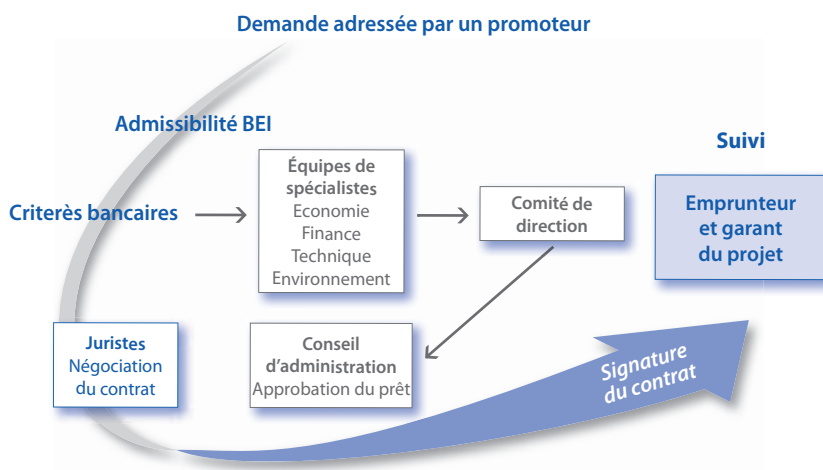 Demande adressée par un promoteur
Admissibilité BEI
Criterès bancaires
Équipes de
spécialistes
Economie
Finance
Technique
Environnement
Comité de
direction
Suivi
Emprunteur
et garant
du projet
Juristes
Négociation
du contrat
Conseil
d'administration
Approbation du prêt
Signature
du contrat